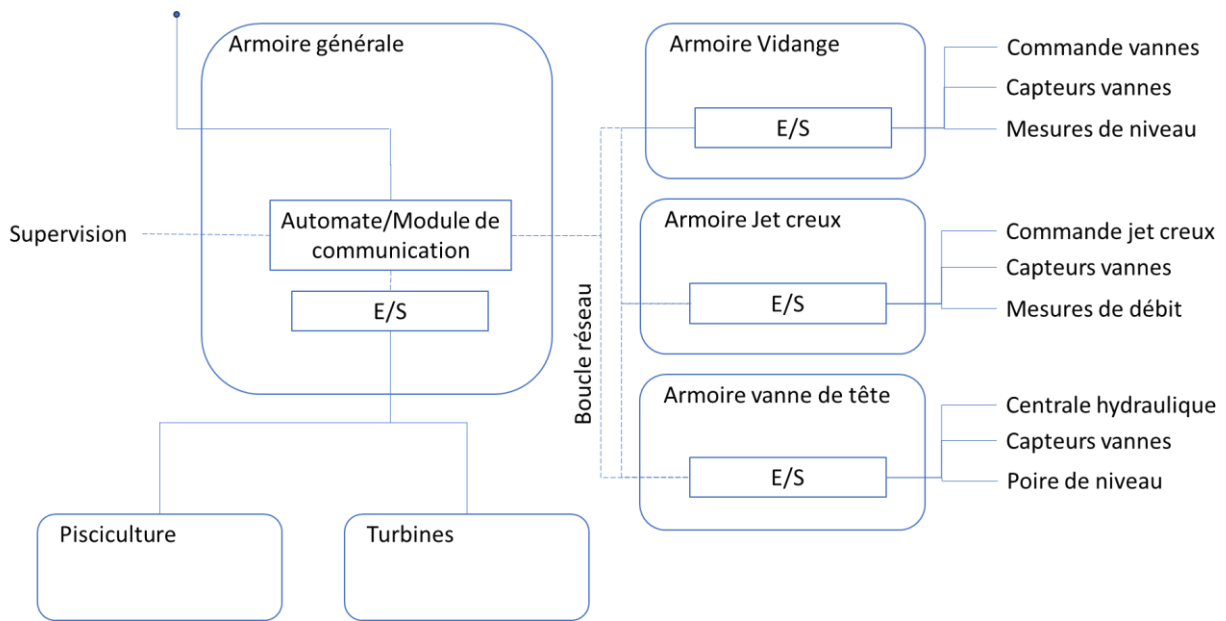 Armoire générale
Supervision
Automate/Module de
communication
E/S
Pisciculture
Turbines
Boucle réseau
Armoire Vidange
E/S
Commande vannes
Capteurs vannes
Mesures de niveau
Armoire Jet creux
E/S
Commande jet creux
Capteurs vannes
Mesures de débit
Armoire vanne de tête
E/S
Centrale hydraulique
Capteurs vannes
Poire de niveau